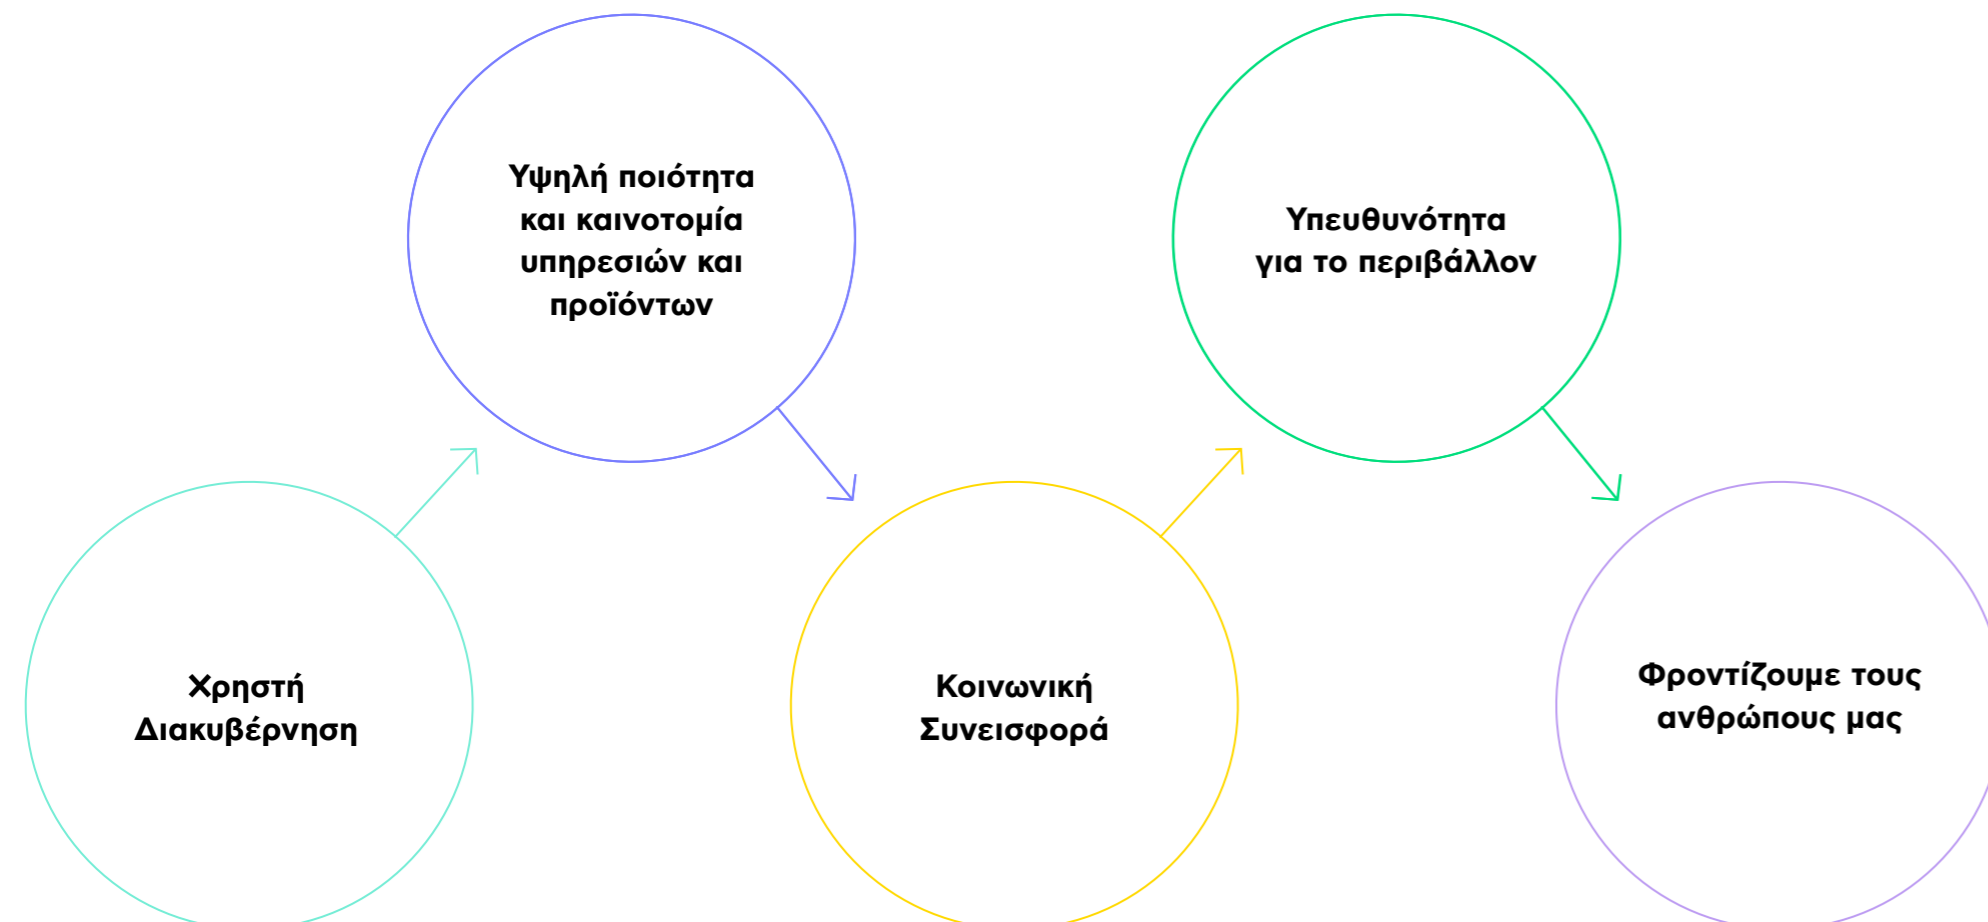 Χρηστή
Διακυβέρνηση
Υψηλή ποιότητα
και καινοτομία
υπηρεσιών και
προϊόντων
Κοινωνική
Συνεισφορά
Υπευθυνότητα
για το περιβάλλον
Φροντίζουμε τους
ανθρώπους μας